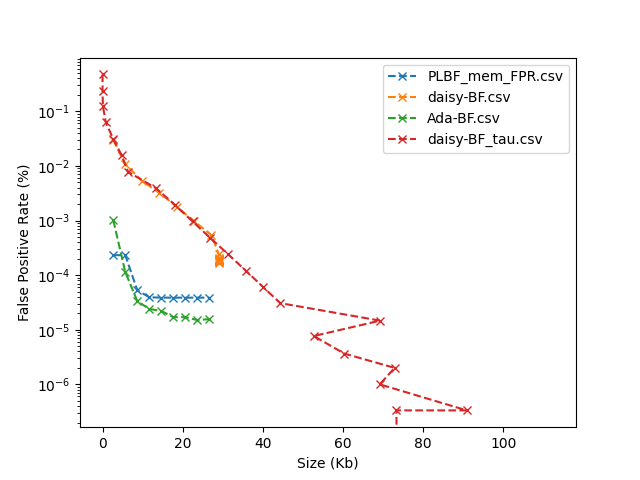 PLBF_mem_FPR.csv
daisy-BF.csv
Ada-BF.csv
daisy-BF_tau.csv
False Positive Rate (%)
10⁻¹
10⁻²
10⁻³
10⁻⁴
10⁻⁵
10⁻⁶
0 20 40 60 80 100
Size (Kb)